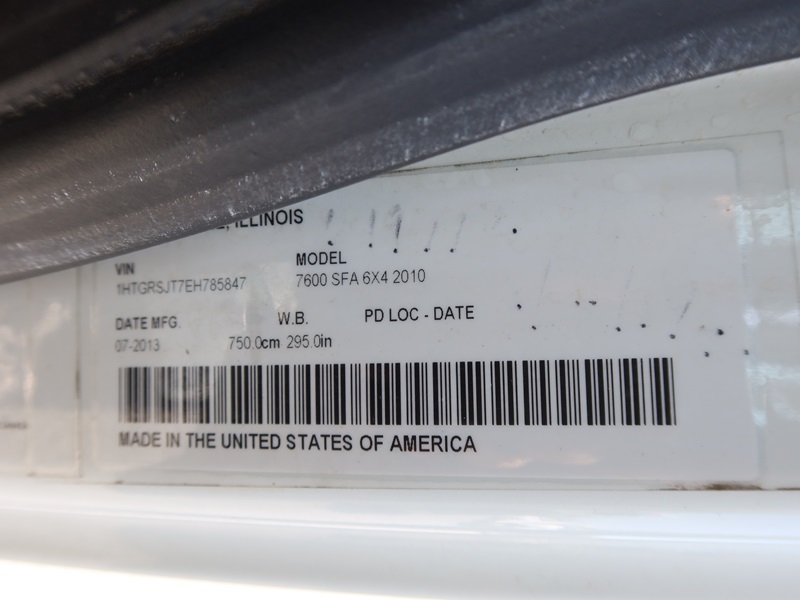 ILLINOIS
VIN MODEL
1HTGRSJT7EH785847 7600 SFA 6X4 2010
DATE MFG. W.B. PD LOC - DATE
07-2013 750.0cm 295.0in
MADE IN THE UNITED STATES OF AMERICA